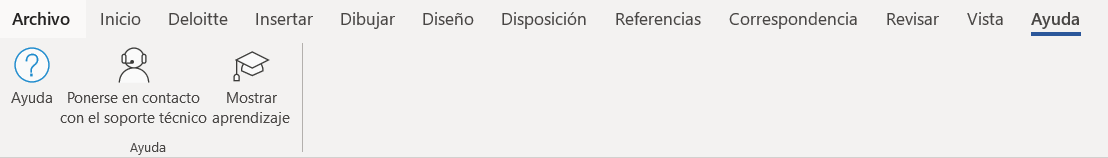 Archivo Inicio Deloitte Insertar Dibujar Diseño Disposición Referencias Correspondencia Revisar Vista Ayuda
Ayuda Ponerse en contacto Mostrar
con el soporte técnico aprendizaje
Ayuda